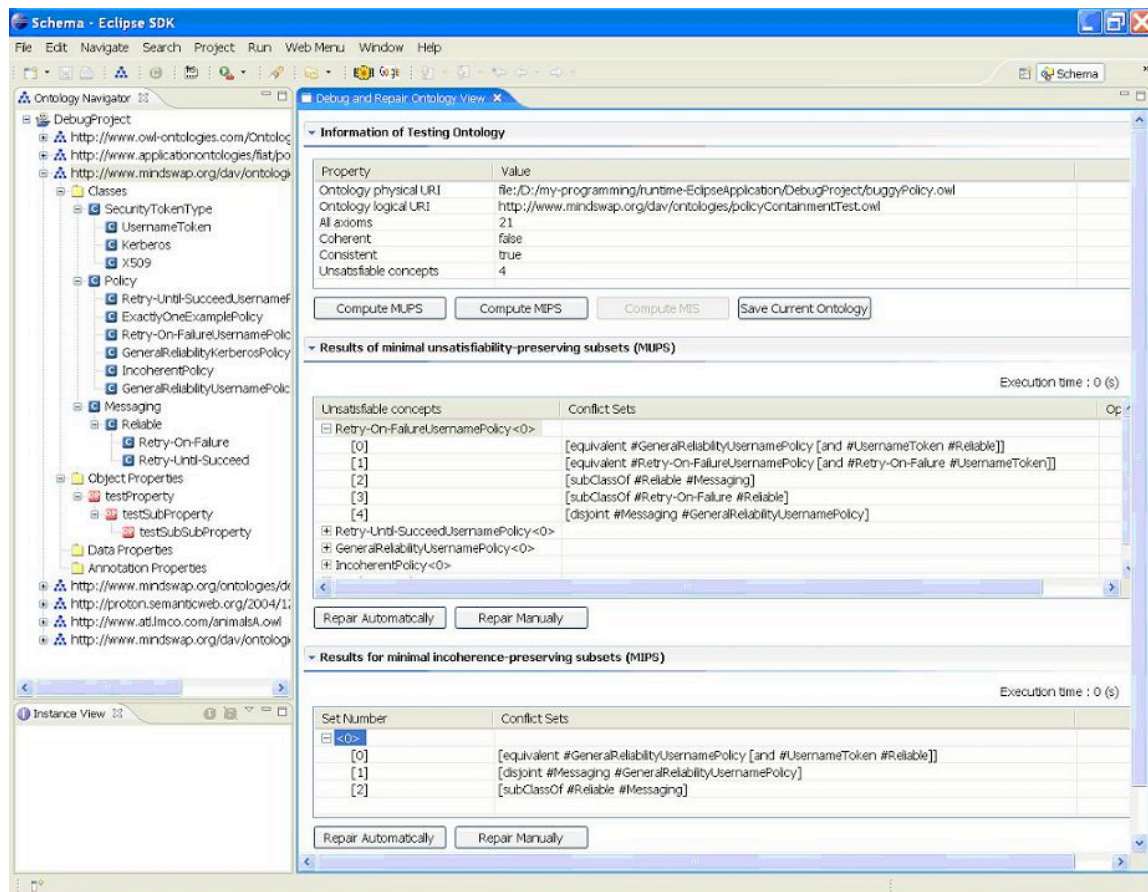 Schema - Eclipse SDK
File Edit Navigate Search Project Run Web Menu Window Help
Schema
Ontology Navigator
DebugProject
http://www.owl-ontologies.com/Ontolog
http://www.applicationontologies/fiat/po
http://www.mindswap.org/dav/ontologi
Classes
SecurityTokenType
UsernameToken
Kerberos
X509
Policy
Retry-Until-SucceedUsernameF
ExactlyOneExamplePolicy
Retry-On-FailureUsernamePolic
GeneralReliabilityKerberosPolicy
IncoherentPolicy
GeneralReliabilityUsernamePolic
Messaging
Reliable
Retry-On-Failure
Retry-Until-Succeed
Object Properties
testProperty
testSubProperty
testSubSubProperty
Data Properties
Annotation Properties
http://www.mindswap.org/ontologies/de
http://proton.semanticweb.org/2004/12
http://www.atl.lmco.com/animalsA.owl
http://www.mindswap.org/dav/ontologi
Instance View
Debug and Repair Ontology View
Information of Testing Ontology
Property Value
Ontology physical URI file:/D:/my-programming/runtime-EclipseApplication/DebugProject/buggyPolicy.owl
Ontology logical URI http://www.mindswap.org/dav/ontologies/policyContainmentTest.owl
All axioms 21
Coherent false
Consistent true
Unsatisfiable concepts 4
Compute MUPS Compute MIPS Compute MIS Save Current Ontology
Results of minimal unsatisfiability-preserving subsets (MUPS)
Execution time : 0 (s)
Unsatisfiable concepts Conflict Sets Op
Retry-On-FailureUsernamePolicy<0>
[0] [equivalent #GeneralReliabilityUsernamePolicy [and #UsernameToken #Reliable]]
[1] [equivalent #Retry-On-FailureUsernamePolicy [and #Retry-On-Failure #UsernameToken]]
[2] [subClassOf #Reliable #Messaging]
[3] [subClassOf #Retry-On-Failure #Reliable]
[4] [disjoint #Messaging #GeneralReliabilityUsernamePolicy]
Retry-Until-SucceedUsernamePolicy<0>
GeneralReliabilityUsernamePolicy<0>
IncoherentPolicy<0>
Repair Automatically Repair Manually
Results for minimal incoherence-preserving subsets (MIPS)
Execution time : 0 (s)
Set Number Conflict Sets
<0>
[0] [equivalent #GeneralReliabilityUsernamePolicy [and #UsernameToken #Reliable]]
[1] [disjoint #Messaging #GeneralReliabilityUsernamePolicy]
[2] [subClassOf #Reliable #Messaging]
Repair Automatically Repair Manually